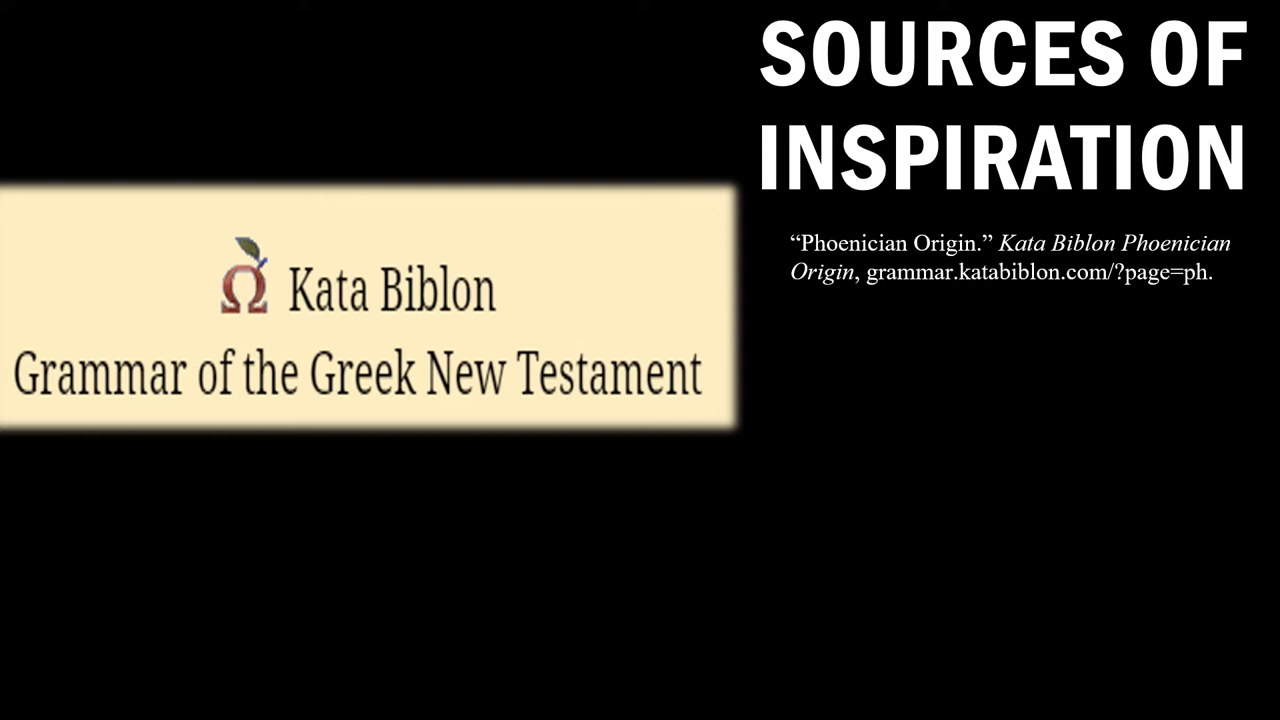 SOURCES OF
INSPIRATION
“Phoenician Origin.” Kata Biblon Phoenician
Origin, grammar.katabiblon.com/?page=ph.
Ω Kata Biblon
Grammar of the Greek New Testament